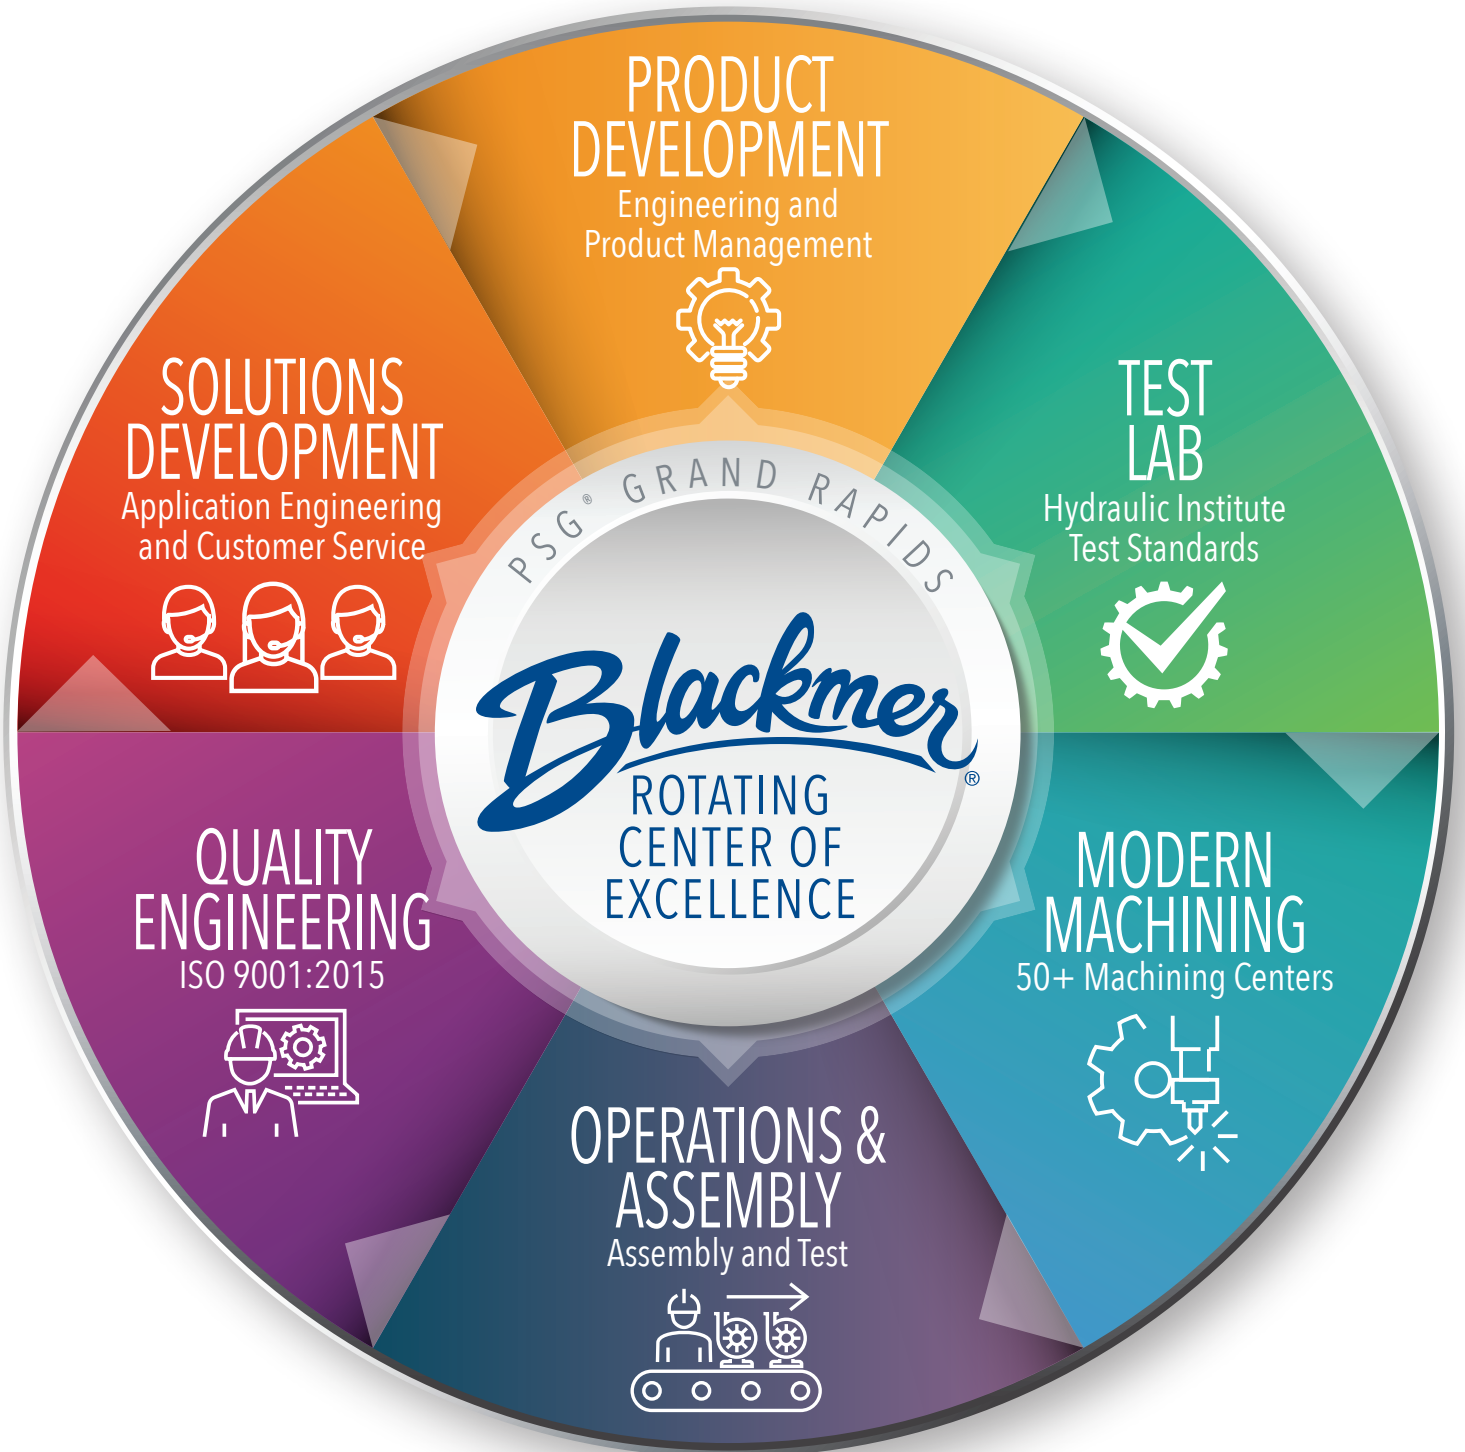 PRODUCT
DEVELOPMENT
Engineering and
Product Management
TEST
LAB
Hydraulic Institute
Test Standards
MODERN
MACHINING
50+ Machining Centers
OPERATIONS &
ASSEMBLY
Assembly and Test
QUALITY
ENGINEERING
ISO 9001:2015
SOLUTIONS
DEVELOPMENT
Application Engineering
and Customer Service
PSG® GRAND RAPIDS
Blackmer®
ROTATING
CENTER OF
EXCELLENCE